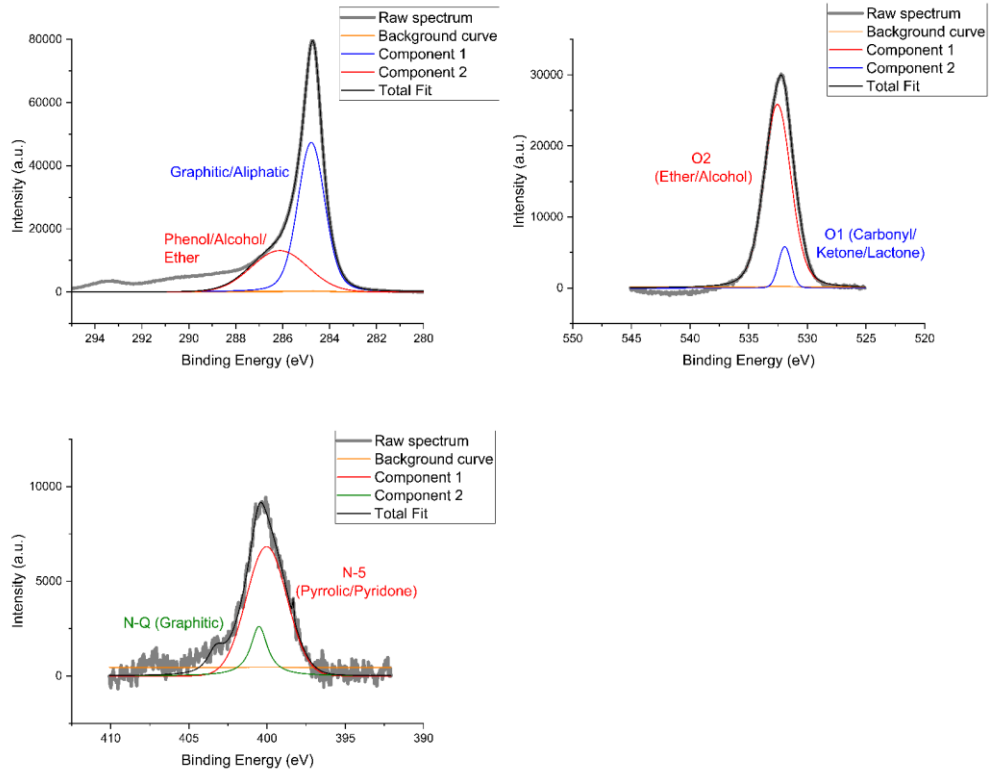 Raw spectrum
Background curve
Component 1
Component 2
Total Fit
80000
60000
40000
20000
0
Intensity (a.u.)
Graphitic/Aliphatic
Phenol/Alcohol/
Ether
294 292 290 288 286 284 282 280
Binding Energy (eV)
Raw spectrum
Background curve
Component 1
Component 2
Total Fit
30000
20000
10000
0
Intensity (a.u.)
O2
(Ether/Alcohol)
O1 (Carbonyl/
Ketone/Lactone)
550 545 540 535 530 525 520
Binding Energy (eV)
Raw spectrum
Background curve
Component 1
Component 2
Total Fit
10000
5000
0
Intensity (a.u.)
N-5
(Pyrrolic/Pyridone)
N-Q (Graphitic)
410 405 400 395 390
Binding Energy (eV)